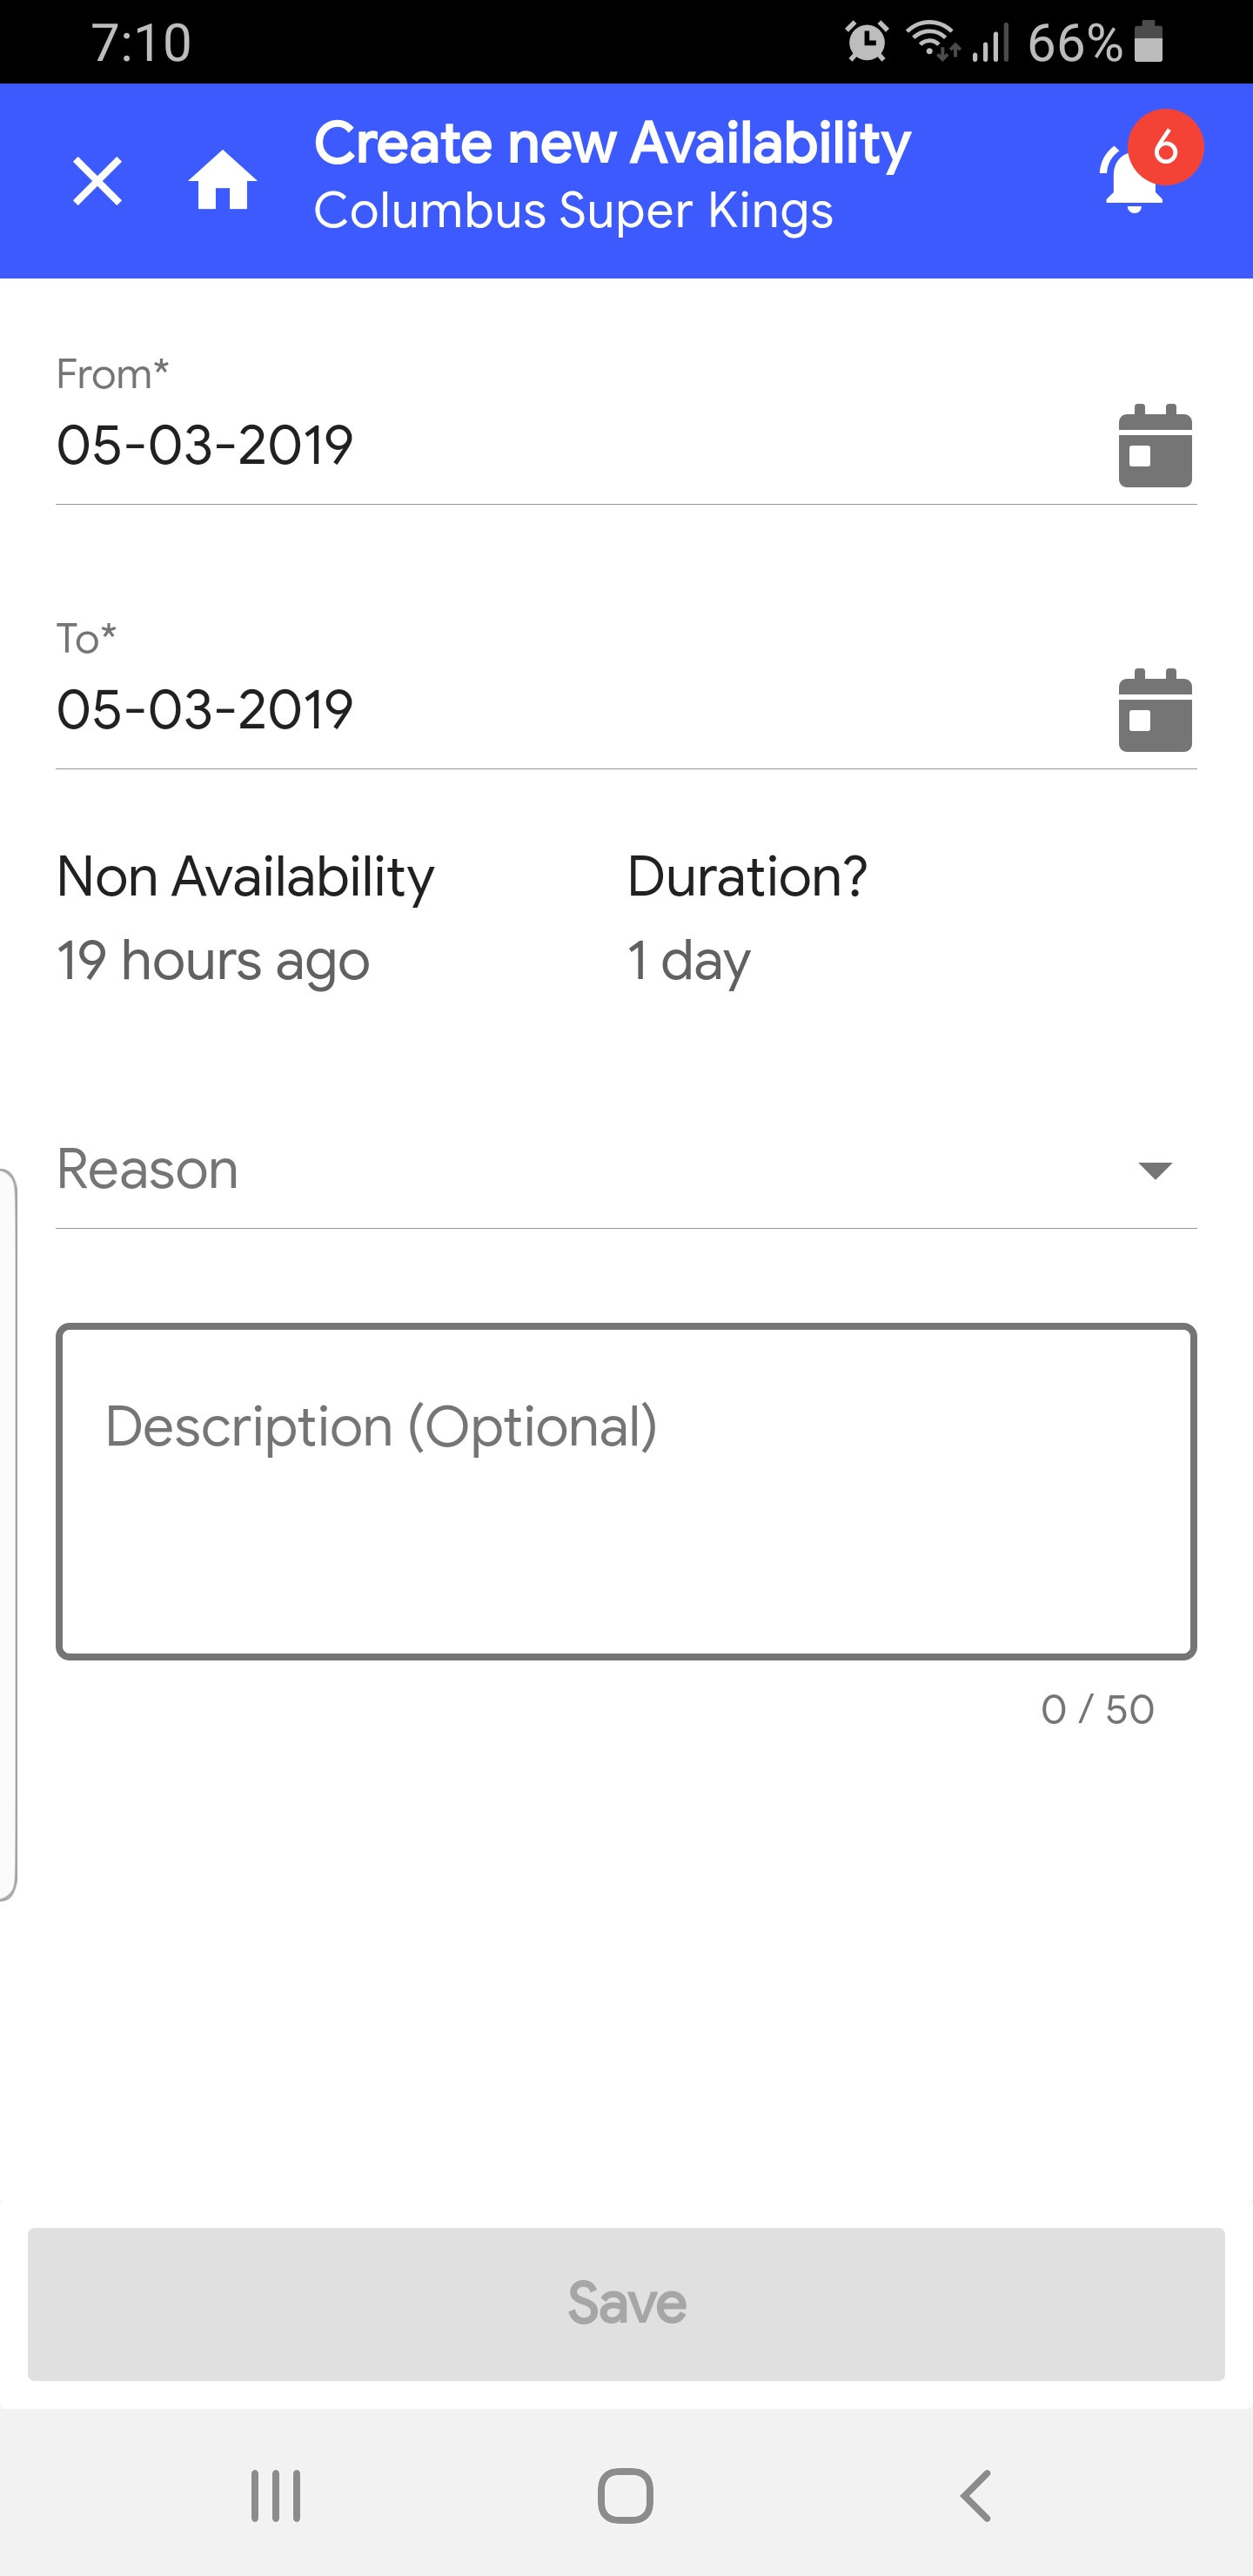 7:10 66%
Create new Availability 6
Columbus Super Kings
From*
05-03-2019
To*
05-03-2019
Non Availability Duration?
19 hours ago 1 day
Reason
Description (Optional)
0 / 50
Save